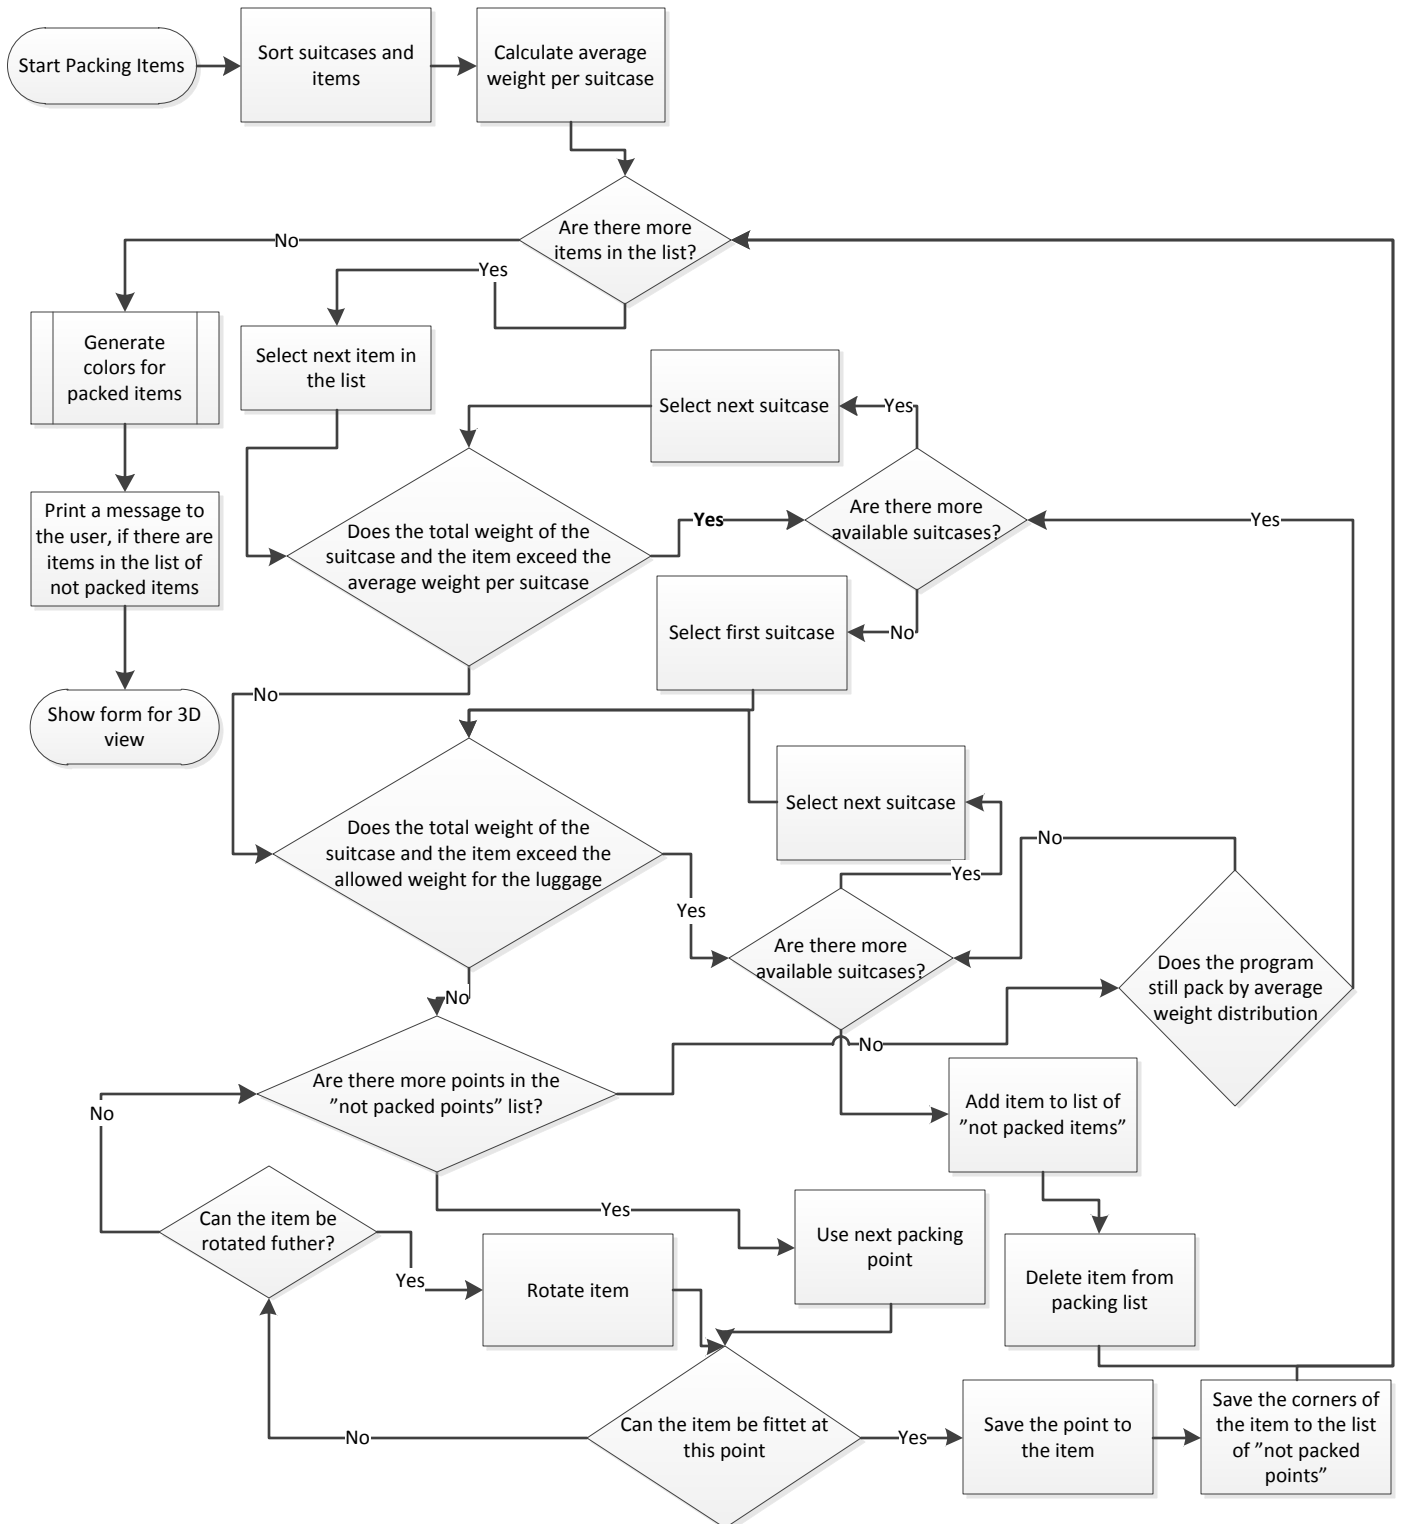 Start Packing Items
Sort suitcases and
items
Calculate average
weight per suitcase
Are there more
items in the list?
No
Yes
Generate
colors for
packed items
Select next item in
the list
Select next suitcase
Yes
Print a message to
the user, if there are
items in the list of
not packed items
Does the total weight of the
suitcase and the item exceed the
average weight per suitcase
Yes
Are there more
available suitcases?
Yes
Select first suitcase
No
No
Show form for 3D
view
Select next suitcase
Does the total weight of the
suitcase and the item exceed the
allowed weight for the luggage
No
Yes
Yes
Are there more
available suitcases?
Does the program
still pack by average
weight distribution
No
No
Are there more points in the
”not packed points” list?
No
Add item to list of
”not packed items”
Can the item be
rotated futher?
Yes
Use next packing
point
Yes
Rotate item
Delete item from
packing list
Can the item be fittet at
this point
No
Yes
Save the point to
the item
Save the corners of
the item to the list
of ”not packed
points”